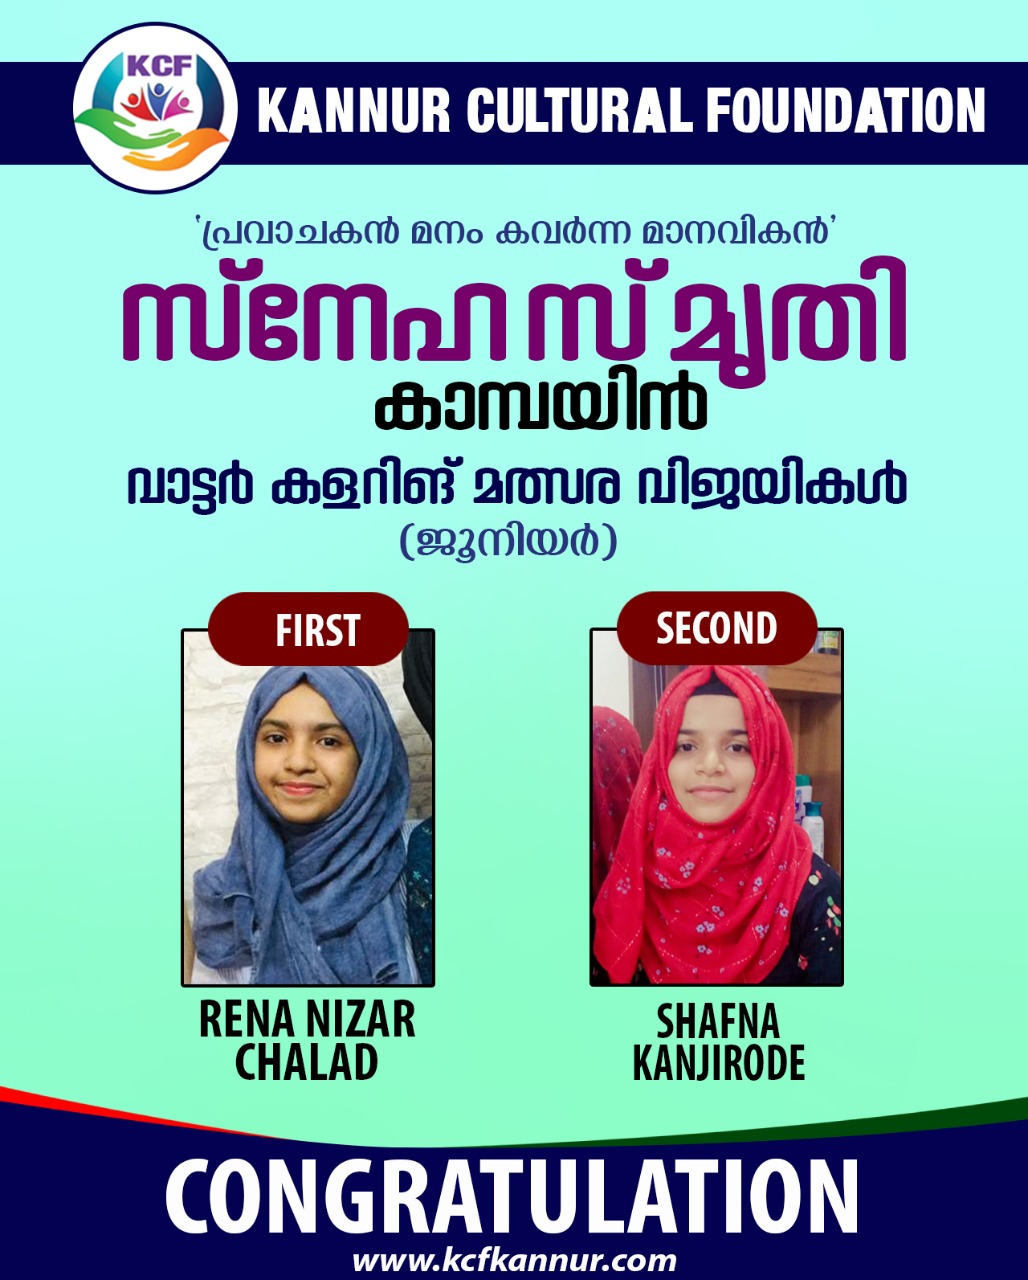 KCF
KANNUR CULTURAL FOUNDATION
‘പ്രവാചകൻ മനം കവർന്ന മാനവികൻ’
സ്നേഹ സ് മൃതി
കാമ്പയിൻ
വാട്ടർ കളറിങ് മത്സര വിജയികൾ
(ജൂനിയർ)
FIRST
SECOND
RENA NIZAR
CHALAD
SHAFNA
KANJIRODE
CONGRATULATION
www.kcfkannur.com